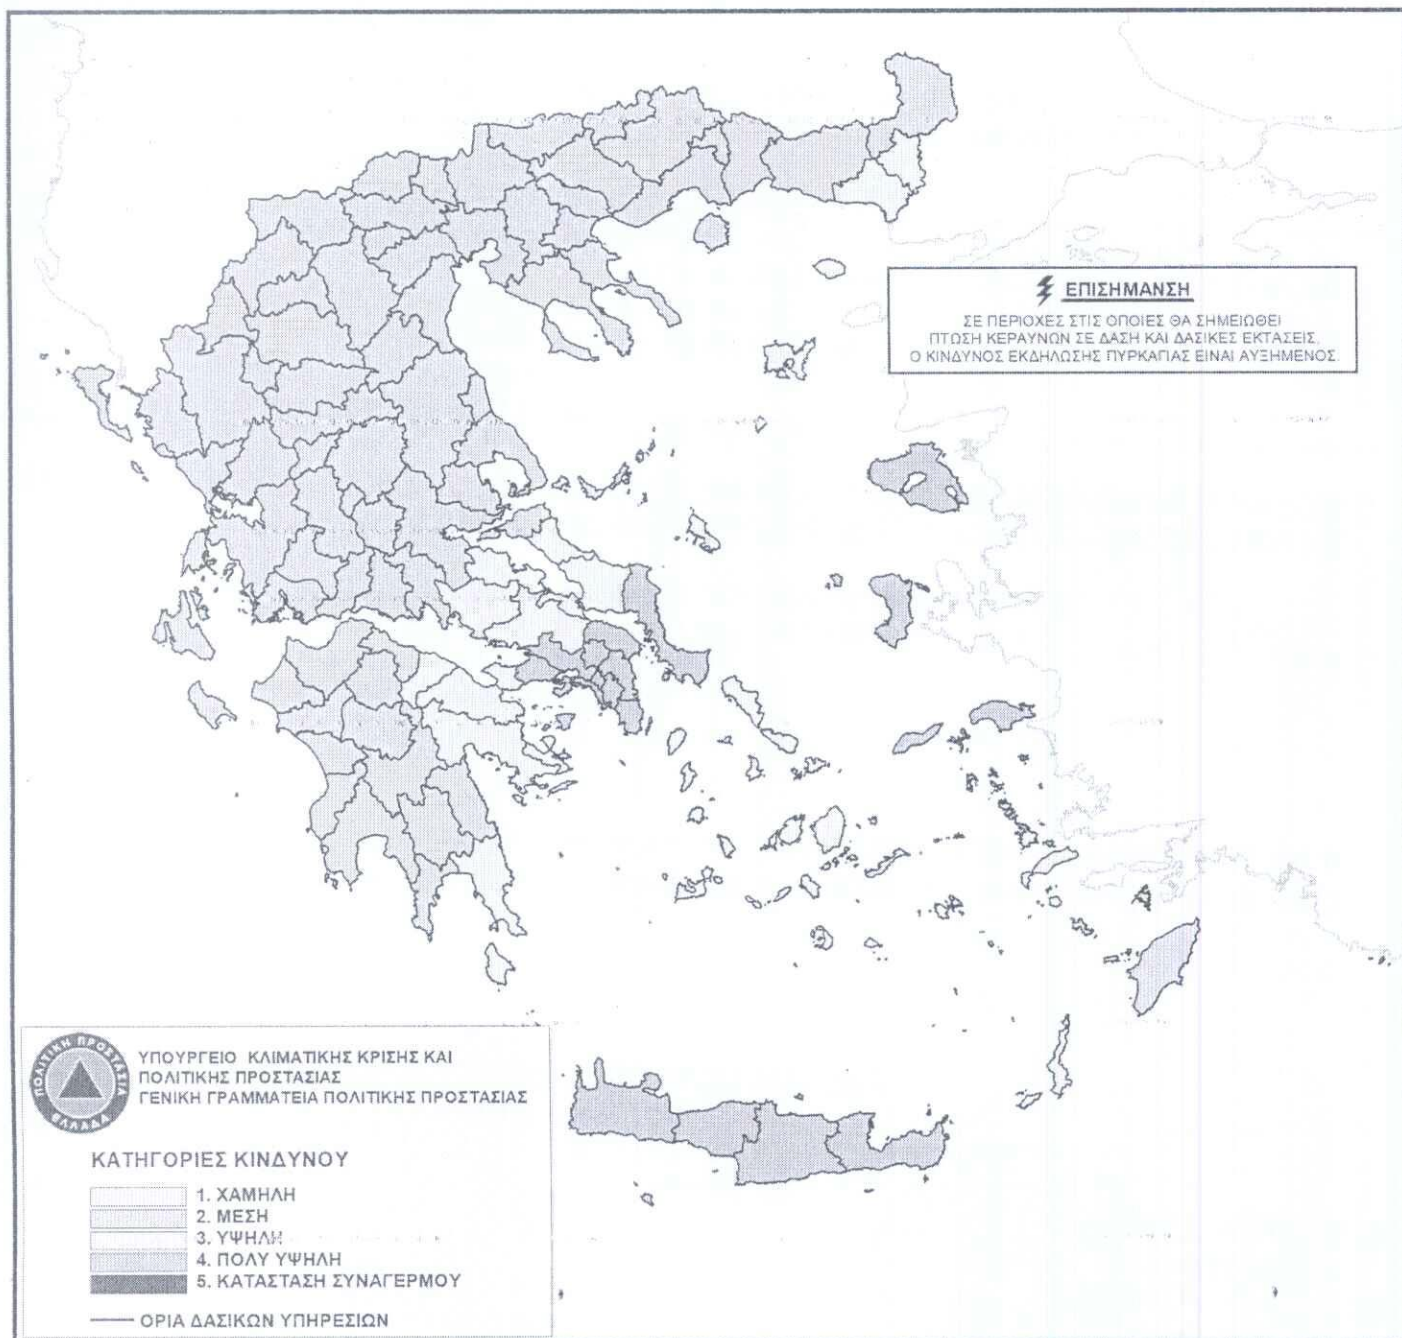 ΕΠΙΣΗΜΑΝΣΗ
ΣΕ ΠΕΡΙΟΧΕΣ ΣΤΙΣ ΟΠΟΙΕΣ ΘΑ ΣΗΜΕΙΩΘΕΙ
ΠΤΩΣΗ ΚΕΡΑΥΝΩΝ ΣΕ ΔΑΣΗ ΚΑΙ ΔΑΣΙΚΕΣ ΕΚΤΑΣΕΙΣ,
Ο ΚΙΝΔΥΝΟΣ ΕΚΔΗΛΩΣΗΣ ΠΥΡΚΑΓΙΑΣ ΕΙΝΑΙ ΑΥΞΗΜΕΝΟΣ.
ΠΟΛΙΤΙΚΗ ΠΡΟΣΤΑΣΙΑ
ΕΛΛΑΔΑ
ΥΠΟΥΡΓΕΙΟ ΚΛΙΜΑΤΙΚΗΣ ΚΡΙΣΗΣ ΚΑΙ
ΠΟΛΙΤΙΚΗΣ ΠΡΟΣΤΑΣΙΑΣ
ΓΕΝΙΚΗ ΓΡΑΜΜΑΤΕΙΑ ΠΟΛΙΤΙΚΗΣ ΠΡΟΣΤΑΣΙΑΣ
ΚΑΤΗΓΟΡΙΕΣ ΚΙΝΔΥΝΟΥ
1. ΧΑΜΗΛΗ
2. ΜΕΣΗ
3. ΥΨΗΛΗ
4. ΠΟΛΥ ΥΨΗΛΗ
5. ΚΑΤΑΣΤΑΣΗ ΣΥΝΑΓΕΡΜΟΥ
ΟΡΙΑ ΔΑΣΙΚΩΝ ΥΠΗΡΕΣΙΩΝ